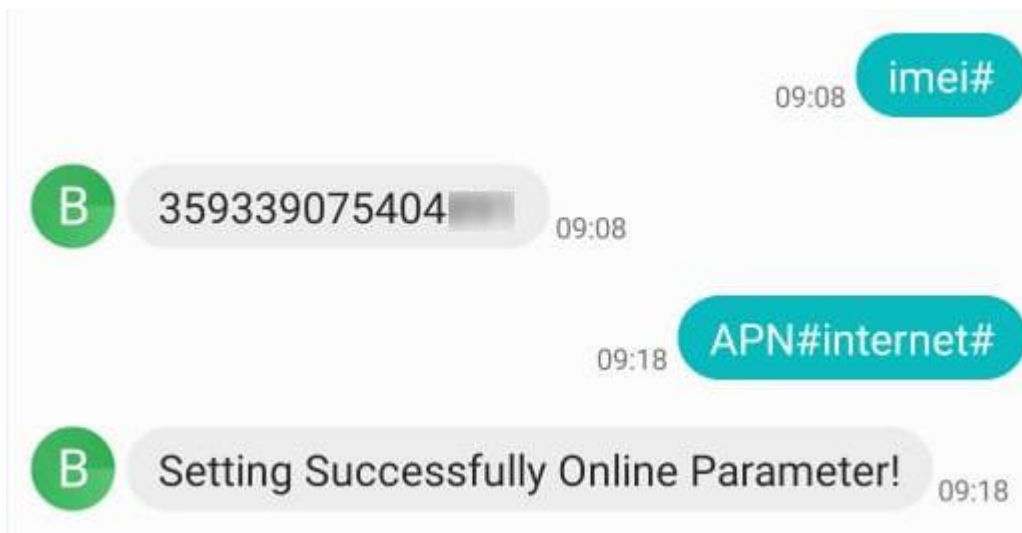 imei#
09:08
B
359339075404
09:08
APN#internet#
09:18
B
Setting Successfully Online Parameter!
09:18